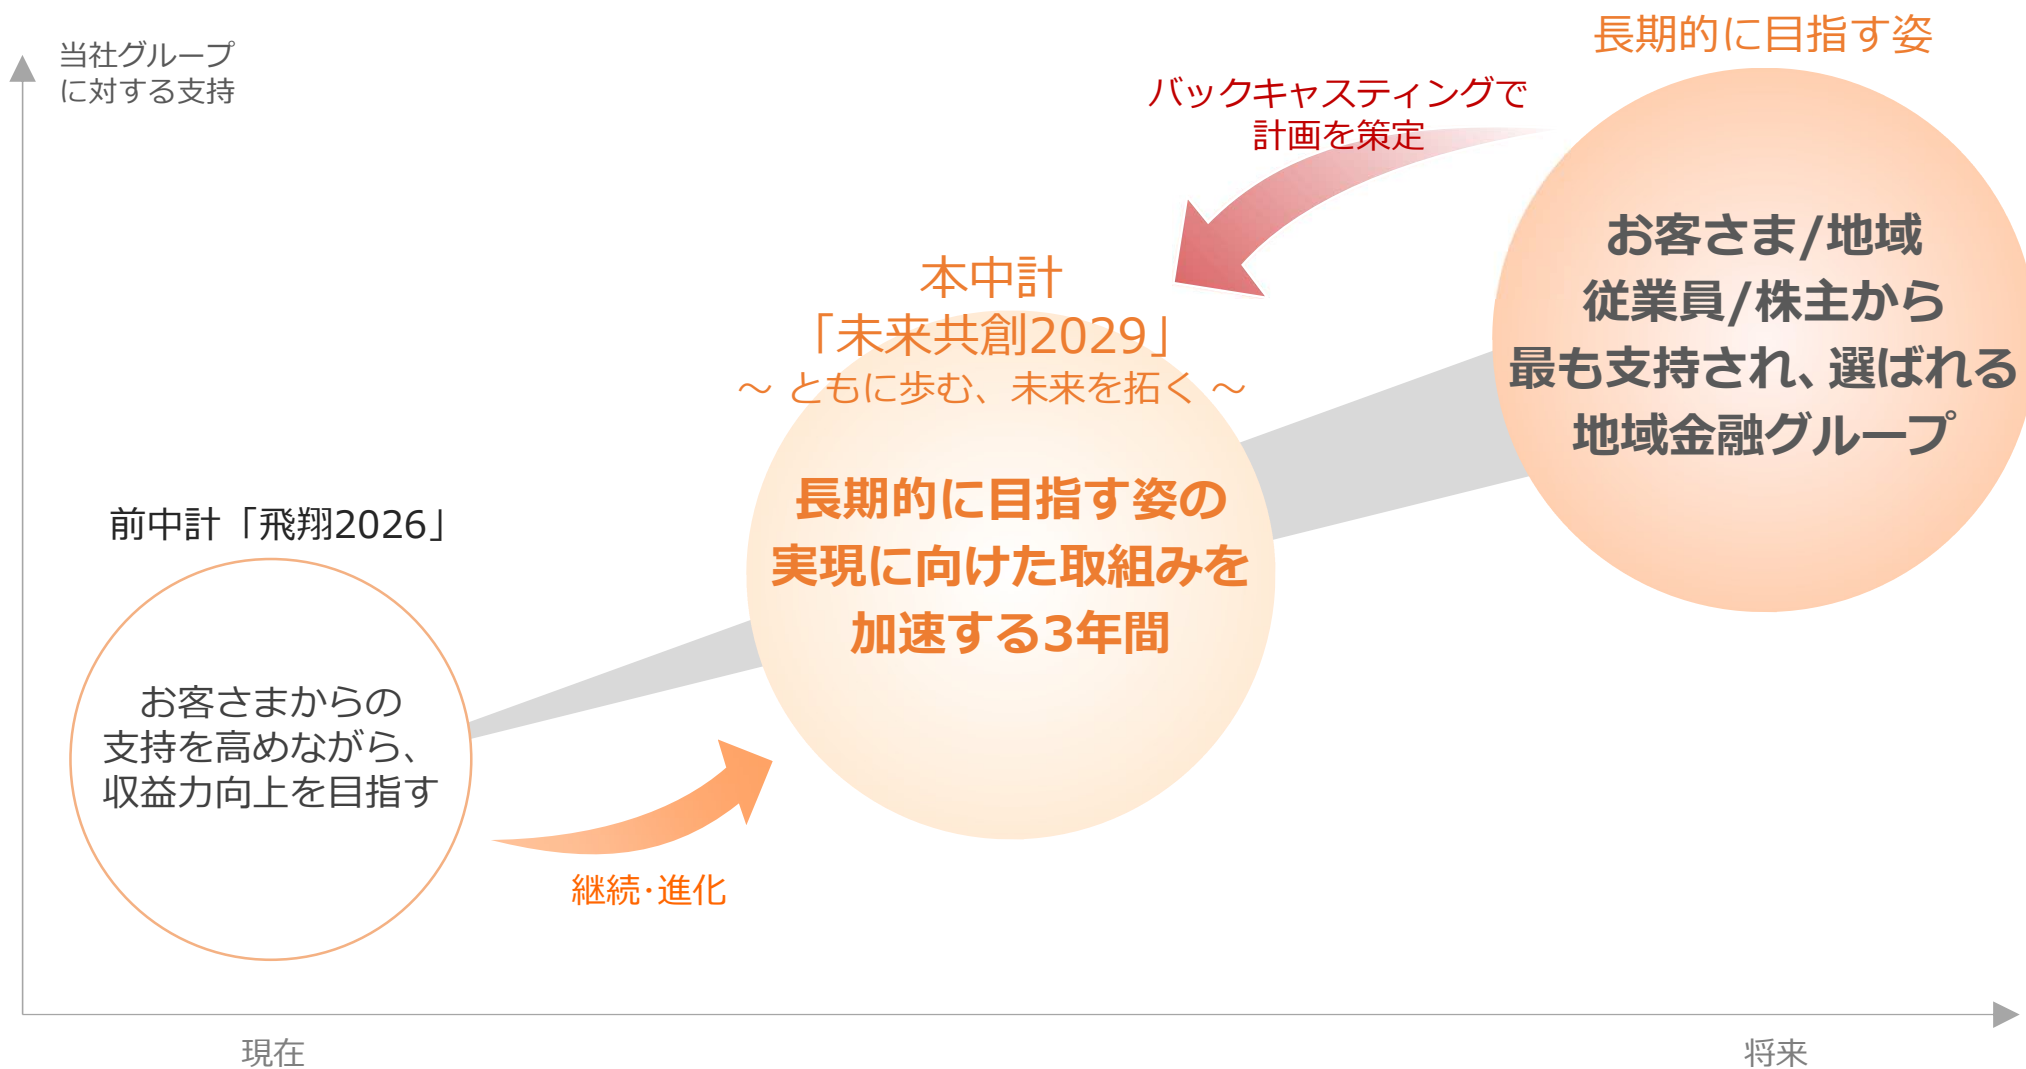 当社グループ
に対する支持
長期的に目指す姿
バックキャスティングで
計画を策定
お客さま/地域
従業員/株主から
最も支持され、選ばれる
地域金融グループ
本中計
「未来共創2029」
～ ともに歩む、未来を拓く ～
長期的に目指す姿の
実現に向けた取組みを
加速する3年間
前中計「飛翔2026」
お客さまからの
支持を高めながら、
収益力向上を目指す
継続･進化
現在
将来